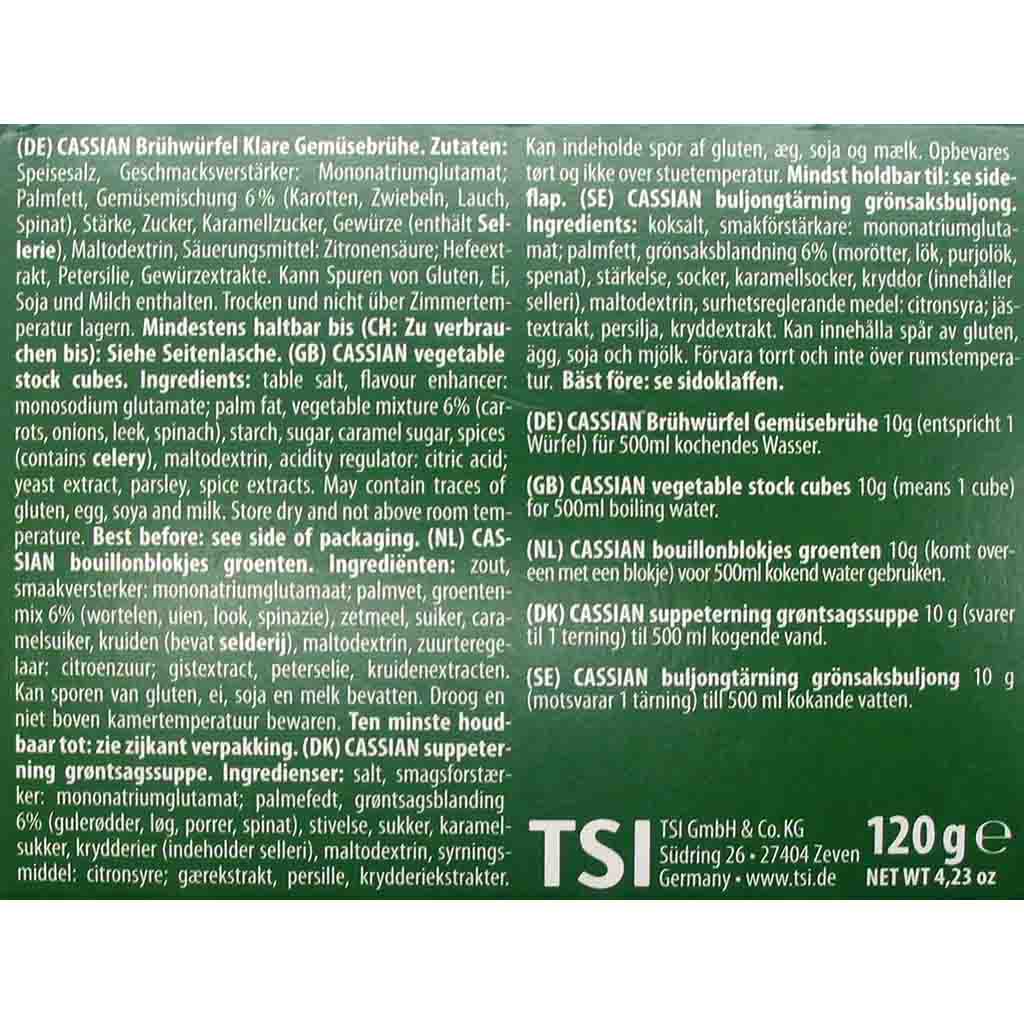 (DE) CASSIAN Brühwürfel Klare Gemüsebrühe. Zutaten:
Speisesalz, Geschmacksverstärker: Mononatriumglutamat;
Palmfett, Gemüsemischung 6% (Karotten, Zwiebeln, Lauch,
Spinat), Stärke, Zucker, Karamellzucker, Gewürze (enthält Sel-
lerie), Maltodextrin, Säuerungsmittel: Zitronensäure; Hefeext-
rakt, Petersilie, Gewürzextrakte. Kann Spuren von Gluten, Ei,
Soja und Milch enthalten. Trocken und nicht über Zimmertem-
peratur lagern. Mindestens haltbar bis (CH: Zu verbrau-
chen bis): Siehe Seitenlasche. (GB) CASSIAN vegetable
stock cubes. Ingredients: table salt, flavour enhancer:
monosodium glutamate; palm fat, vegetable mixture 6% (car-
rots, onions, leek, spinach), starch, sugar, caramel sugar, spices
(contains celery), maltodextrin, acidity regulator: citric acid;
yeast extract, parsley, spice extracts. May contain traces of
gluten, egg, soya and milk. Store dry and not above room tem-
perature. Best before: see side of packaging. (NL) CAS-
SIAN bouillonblokjes groenten. Ingrediënten: zout,
smaakversterker: mononatriumglutamaat; palmvet, groenten-
mix 6% (wortelen, uien, look, spinazie), zetmeel, suiker, cara-
melsuiker, kruiden (bevat selderij), maltodextrin, zuurterege-
laar: citroenzuur; gistextract, peterselie, kruidenextracten.
Kan sporen van gluten, ei, soja en melk bevatten. Droog en
niet boven kamertemperatuur bewaren. Ten minste houd-
baar tot: zie zijkant verpakking. (DK) CASSIAN suppeter-
ning grøntsagssuppe. Ingredienser: salt, smagsforstær-
ker: mononatriumglutamat; palmefedt, grøntsagsblanding
6% (gulerødder, løg, porrer, spinat), stivelse, sukker, karamel-
sukker, krydderier (indeholder selleri), maltodextrin, syrnings-
middel: citronsyre; gærekstrakt, persille, krydderiekstrakter.
Kan indeholde spor af gluten, æg, soja og mælk. Opbevares
tørt og ikke over stuetemperatur. Mindst holdbar til: se side-
flap. (SE) CASSIAN buljongtärning grönsaksbuljong.
Ingredients: koksalt, smakförstärkare: mononatriumgluta-
mat; palmfett, grönsaksblandning 6% (morötter, lök, purjolök,
spenat), stärkelse, socker, karamellsocker, kryddor (innehåller
selleri), maltodextrin, surhetsreglerande medel: citronsyra; jäs-
textrakt, persilja, kryddextrakt. Kan innehålla spår av gluten,
ägg, soja och mjölk. Förvara torrt och inte över rumstempera-
tur. Bäst före: se sidoklaffen.
(DE) CASSIAN Brühwürfel Gemüsebrühe 10g (entspricht 1
Würfel) für 500ml kochendes Wasser.
(GB) CASSIAN vegetable stock cubes 10g (means 1 cube)
for 500ml boiling water.
(NL) CASSIAN bouillonblokjes groenten 10g (komt over-
een met een blokje) voor 500ml kokend water gebruiken.
(DK) CASSIAN suppeterning grøntsagssuppe 10 g (svarer
til 1 terning) til 500 ml kogende vand.
(SE) CASSIAN buljongtärning grönsaksbuljong 10 g
(motsvarar 1 tärning) till 500 ml kokande vatten.
TSI
TSI GmbH & Co. KG
Südring 26 • 27404 Zeven
Germany • www.tsi.de
120 g ℮
NET WT 4,23 oz